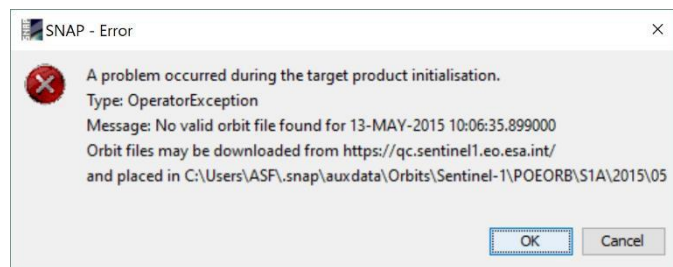 SNAP - Error
A problem occurred during the target product initialisation.
Type: OperatorException
Message: No valid orbit file found for 13-MAY-2015 10:06:35.899000
Orbit files may be downloaded from https://qc.sentinel1.eo.esa.int/
and placed in C:\Users\ASF\.snap\auxdata\Orbits\Sentinel-1\POEORB\S1A\2015\05
OK
Cancel